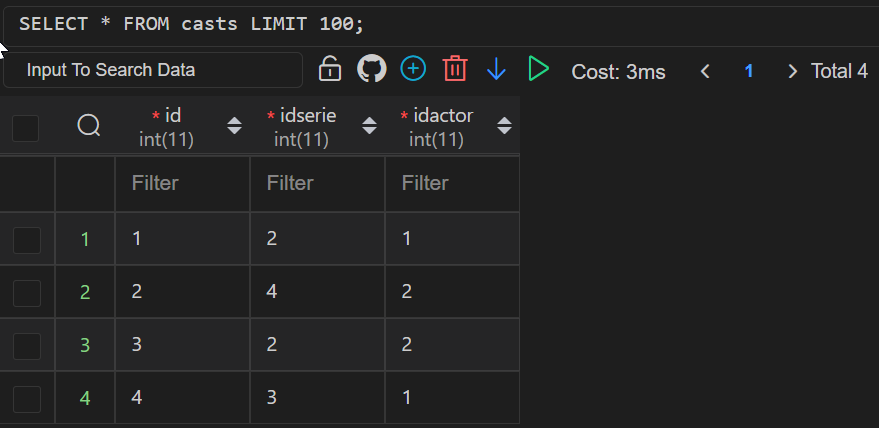 SELECT * FROM casts LIMIT 100;
Input To Search Data Cost: 3ms 1 Total 4
* id * idserie * idactor
int(11) int(11) int(11)
Filter Filter Filter
1 1 2 1
2 2 4 2
3 3 2 2
4 4 3 1